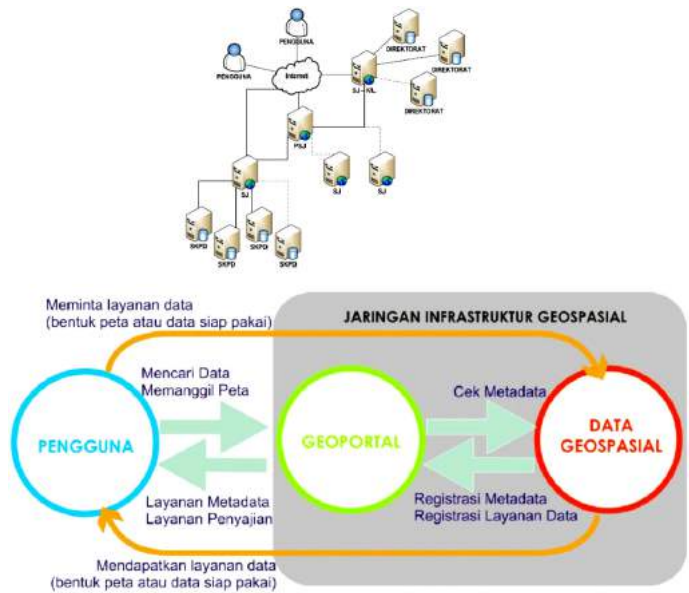 PENGGUNA
PENGGUNA
Internet
DIREKTORAT
DIREKTORAT
DIREKTORAT
SJ - K/L
PSJ
SJ
SJ
SJ
SKPD
SKPD
SKPD
SKPD
Meminta layanan data
(bentuk peta atau data siap pakai)
JARINGAN INFRASTRUKTUR GEOSPASIAL
Mencari Data
Memanggil Peta
Cek Metadata
PENGGUNA
GEOPORTAL
DATA
GEOSPASIAL
Layanan Metadata
Layanan Penyajian
Registrasi Metadata
Registrasi Layanan Data
Mendapatkan layanan data
(bentuk peta atau data siap pakai)